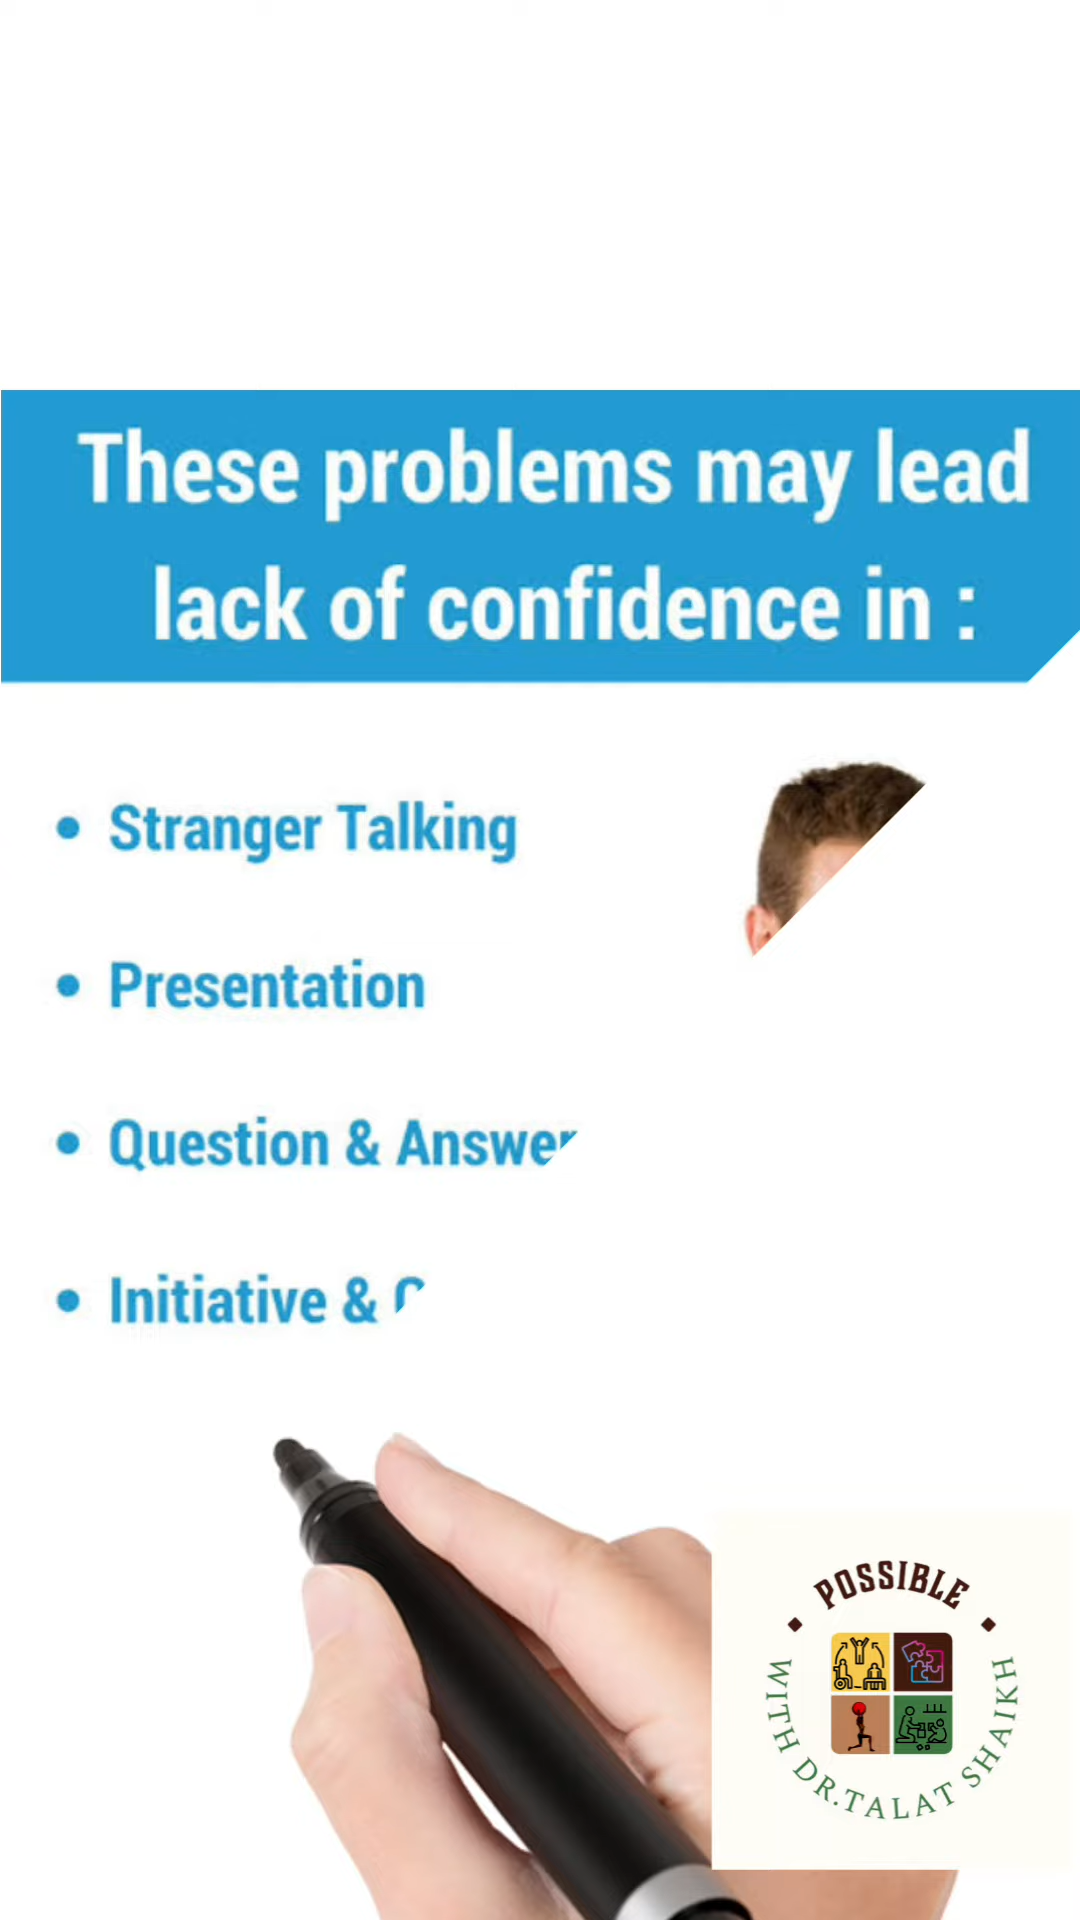 These problems may lead
lack of confidence in :
• Stranger Talking
• Presentation
• Question & Answer
• Initiative &
POSSIBLE
WITH DR.TALAT SHAIKH